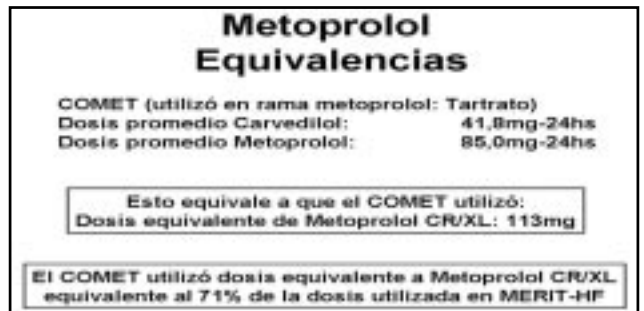 Metoprolol
Equivalencias
COMET (utilizó en rama metoprolol: Tartrato)
Dosis promedio Carvedilol: 41,8mg-24hs
Dosis promedio Metoprolol: 85,0mg-24hs
Esto equivale a que el COMET utilizó:
Dosis equivalente de Metoprolol CR/XL: 113mg
El COMET utilizó dosis equivalente a Metoprolol CR/XL
equivalente al 71% de la dosis utilizada en MERIT-HF